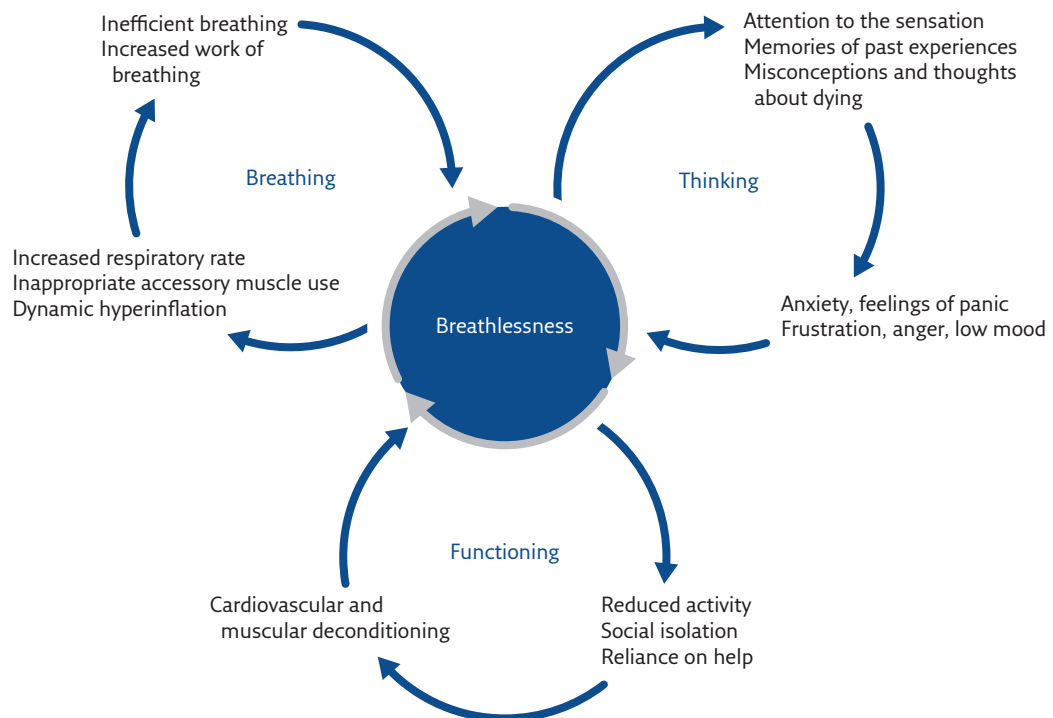 Inefficient breathing
Increased work of
breathing
Attention to the sensation
Memories of past experiences
Misconceptions and thoughts
about dying
Breathing
Thinking
Increased respiratory rate
Inappropriate accessory muscle use
Dynamic hyperinflation
Breathlessness
Anxiety, feelings of panic
Frustration, anger, low mood
Functioning
Cardiovascular and
muscular deconditioning
Reduced activity
Social isolation
Reliance on help